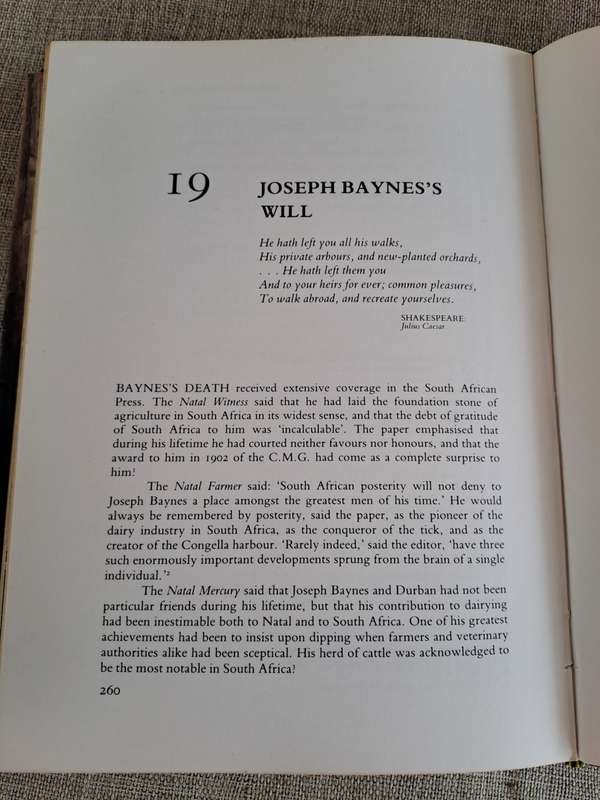 19
JOSEPH BAYNES'S
WILL
He hath left you all his walks,
His private arbours, and new-planted orchards,
. . . He hath left them you
And to your heirs for ever; common pleasures,
To walk abroad, and recreate yourselves.
SHAKESPEARE:
Julius Caesar
BAYNES'S DEATH received extensive coverage in the South African
Press. The Natal Witness said that he had laid the foundation stone of
agriculture in South Africa in its widest sense, and that the debt of gratitude
of South Africa to him was 'incalculable'. The paper emphasised that
during his lifetime he had courted neither favours nor honours, and that the
award to him in 1902 of the C.M.G. had come as a complete surprise to
him!
The Natal Farmer said: 'South African posterity will not deny to
Joseph Baynes a place amongst the greatest men of his time.' He would
always be remembered by posterity, said the paper, as the pioneer of the
dairy industry in South Africa, as the conqueror of the tick, and as the
creator of the Congella harbour. 'Rarely indeed,' said the editor, 'have three
such enormously important developments sprung from the brain of a single
individual.'²
The Natal Mercury said that Joseph Baynes and Durban had not been
particular friends during his lifetime, but that his contribution to dairying
had been inestimable both to Natal and to South Africa. One of his greatest
achievements had been to insist upon dipping when farmers and veterinary
authorities alike had been sceptical. His herd of cattle was acknowledged to
be the most notable in South Africa?
260